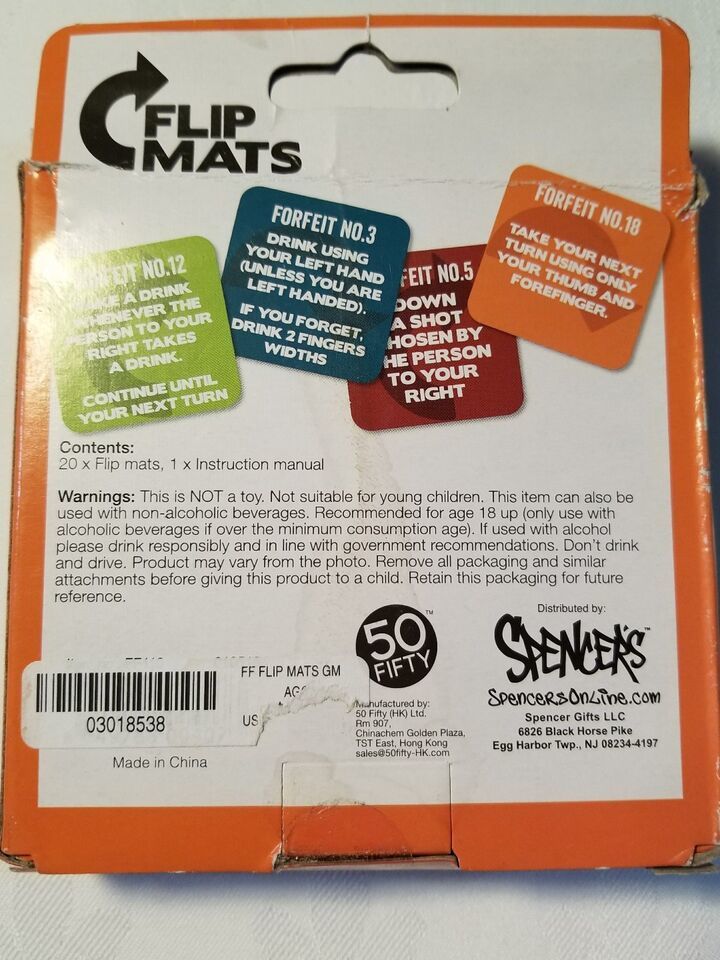 FLIP
MATS
FORFEIT NO.12
A DRINK
WHENEVER THE
PERSON TO YOUR
RIGHT TAKES
A DRINK.
CONTINUE UNTIL
YOUR NEXT TURN
FORFEIT NO.3
DRINK USING
YOUR LEFT HAND
(UNLESS YOU ARE
LEFT HANDED).
IF YOU FORGET,
DRINK 2 FINGERS
WIDTHS
FEIT NO.5
DOWN
A SHOT
HOSEN BY
HE PERSON
TO YOUR
RIGHT
FORFEIT NO.18
TAKE YOUR NEXT
TURN USING ONLY
YOUR THUMB AND
FOREFINGER.
Contents:
20 x Flip mats, 1 x Instruction manual
Warnings: This is NOT a toy. Not suitable for young children. This item can also be
used with non-alcoholic beverages. Recommended for age 18 up (only use with
alcoholic beverages if over the minimum consumption age). If used with alcohol
please drink responsibly and in line with government recommendations. Don't drink
and drive. Product may vary from the photo. Remove all packaging and similar
attachments before giving this product to a child. Retain this packaging for future
reference.
FF FLIP MATS GM
03018538
US
Made in China
50
FIFTY™
Manufactured by:
50 Fifty (HK) Ltd.
Rm 907,
Chinachem Golden Plaza,
TST East, Hong Kong
sales@50fifty-HK.com
Distributed by:
SPENCER'S™
SPENCERSONLINE.COM
Spencer Gifts LLC
6826 Black Horse Pike
Egg Harbor Twp., NJ 08234-4197